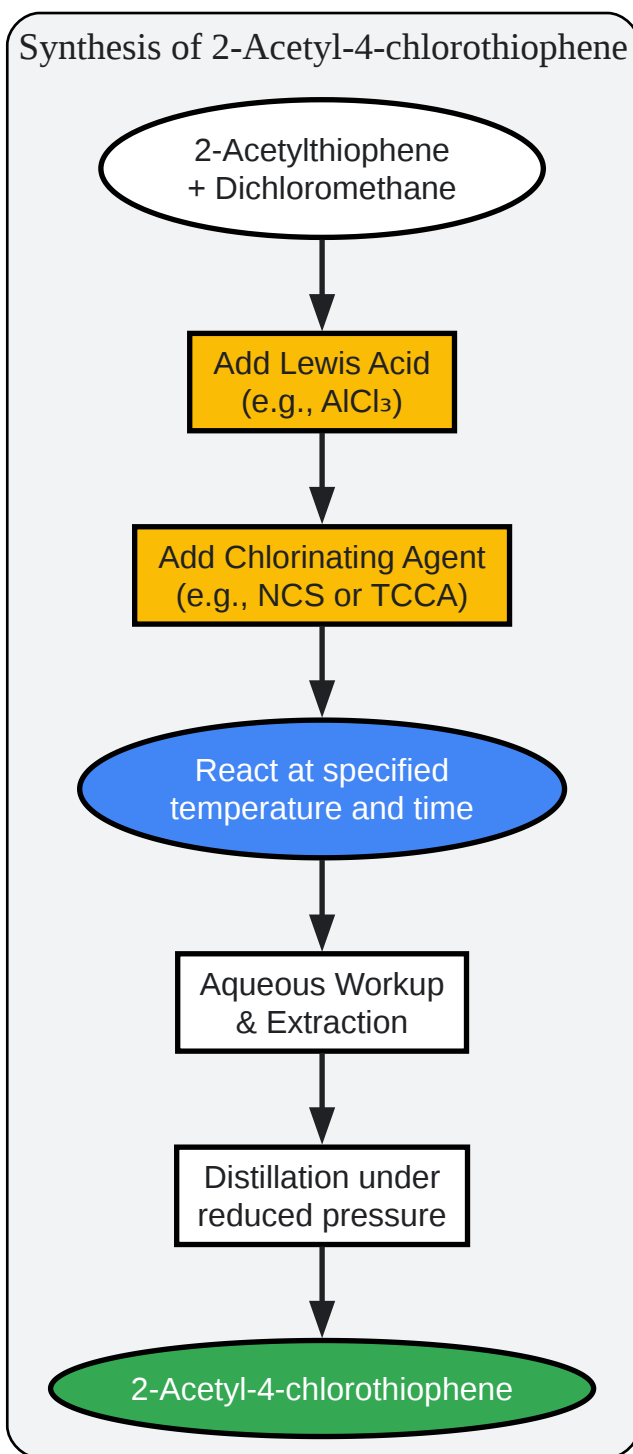 Synthesis of 2-Acetyl-4-chlorothiophene
2-Acetylthiophene
+ Dichloromethane
Add Lewis Acid
(e.g., AlCl₃)
Add Chlorinating Agent
(e.g., NCS or TCCA)
React at specified
temperature and time
Aqueous Workup
& Extraction
Distillation under
reduced pressure
2-Acetyl-4-chlorothiophene